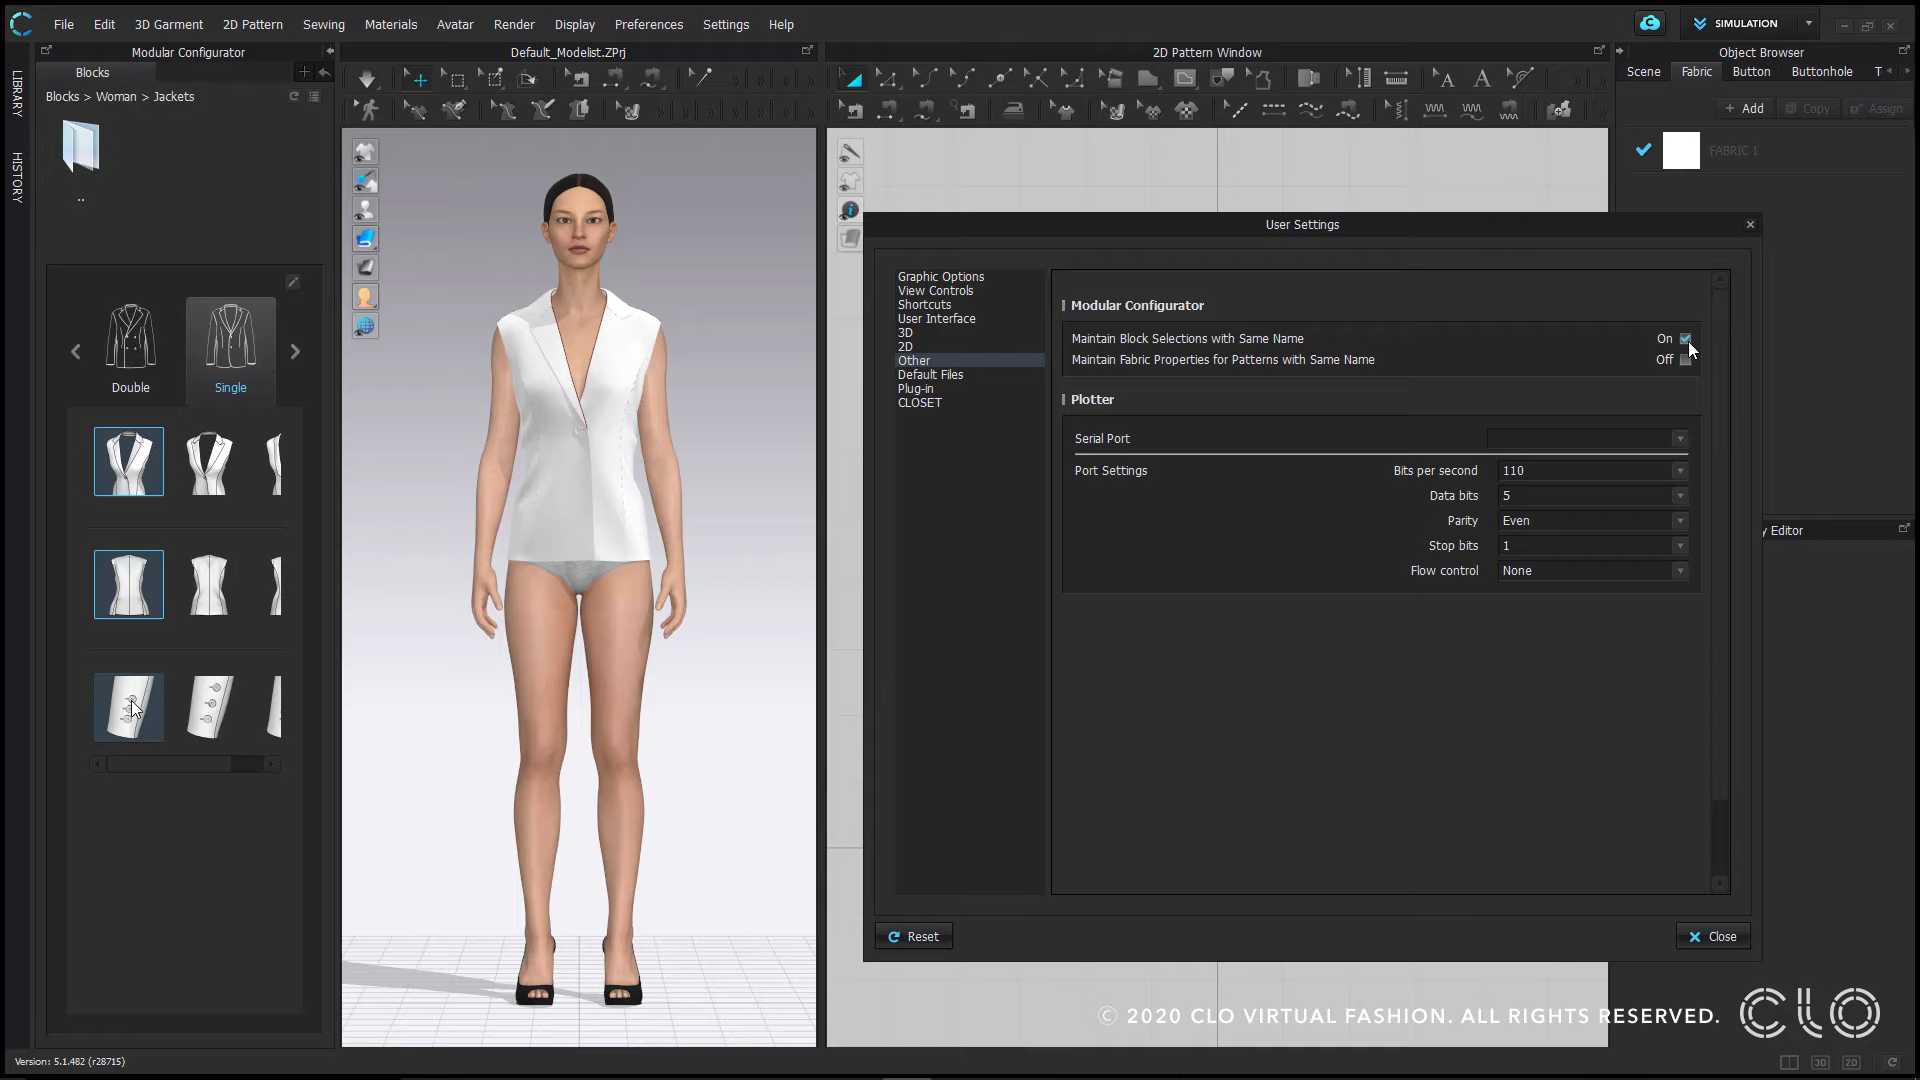 File Edit 3D Garment 2D Pattern Sewing Materials Avatar Render Display Preferences Settings Help
SIMULATION
Modular Configurator
Default_Modelist.ZPrj
2D Pattern Window
Object Browser
LIBRARY
HISTORY
Blocks
Scene Fabric Button Buttonhole T
Blocks > Woman > Jackets
Add Copy Assign
FABRIC 1
..
Double
Single
User Settings
Graphic Options
View Controls
Shortcuts
User Interface
3D
2D
Other
Default Files
Plug-in
CLOSET
Modular Configurator
Maintain Block Selections with Same Name On
Maintain Fabric Properties for Patterns with Same Name Off
Plotter
Serial Port
Port Settings Bits per second 110
Data bits 5
Parity Even
Stop bits 1
Flow control None
y Editor
Reset
Close
© 2020 CLO VIRTUAL FASHION. ALL RIGHTS RESERVED.
CLO
Version: 5.1.482 (r28715)
3D 2D